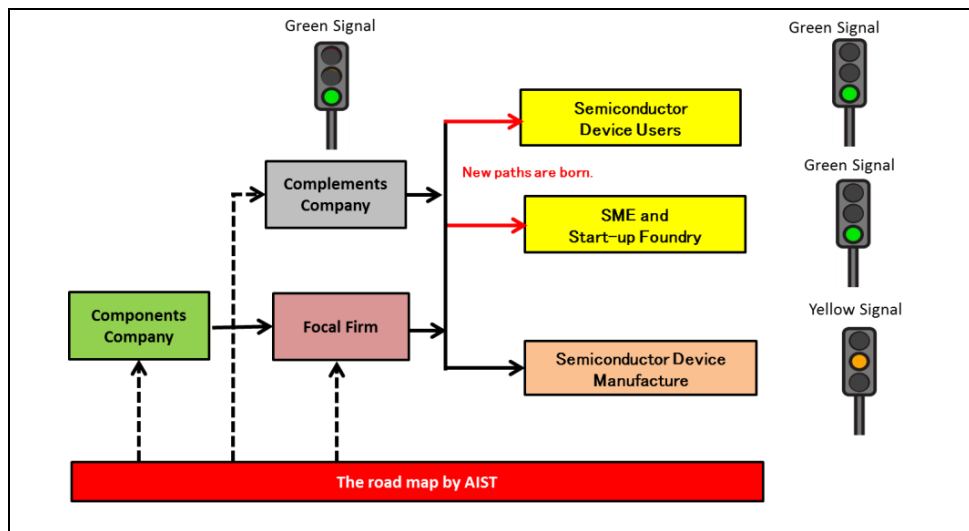 Green Signal
Green Signal
Semiconductor
Device Users
New paths are born.
Green Signal
Complements
Company
SME and
Start-up Foundry
Components
Company
Focal Firm
Yellow Signal
Semiconductor Device
Manufacture
The road map by AIST